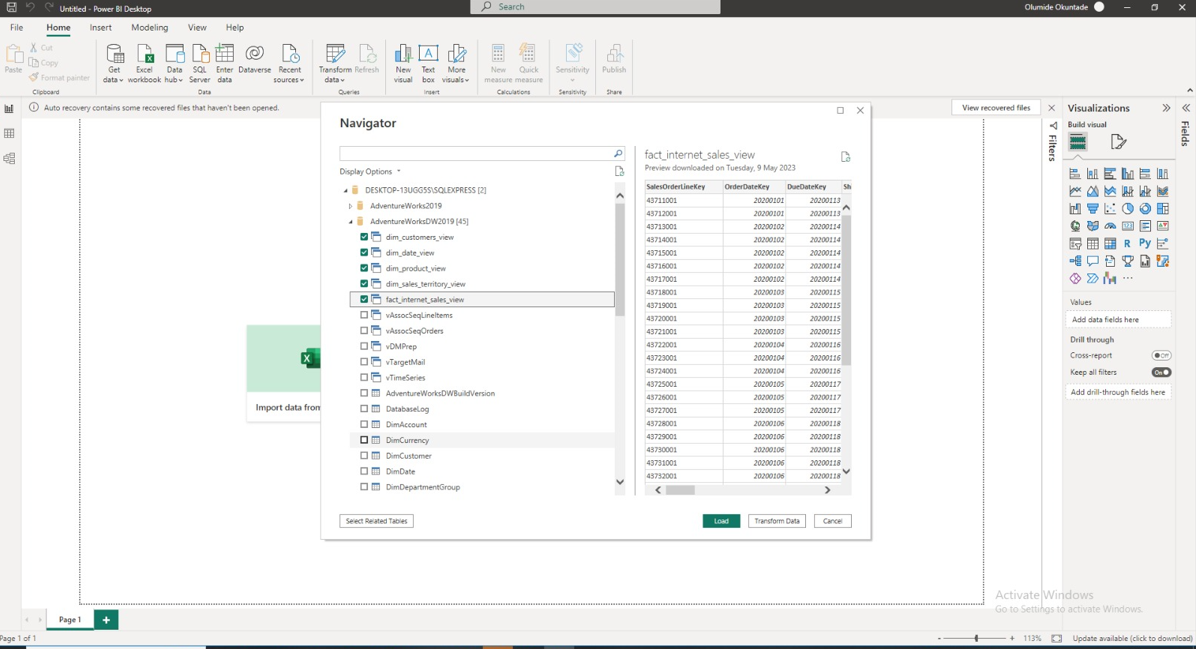 Untitled - Power BI Desktop
Search
Olumide Okuntade
File Home Insert Modeling View Help
Paste
Cut
Copy
Format painter
Get data
Excel workbook
Data hub
SQL Server
Enter data
Dataverse
Recent sources
Transform data
Refresh
New visual
Text box
More visuals
New measure
Quick measure
Sensitivity
Publish
Clipboard Data Queries Insert Calculations Sensitivity Share
Auto recovery contains some recovered files that haven't been opened.
View recovered files
Navigator
Display Options
DESKTOP-13UGG5S\SQLEXPRESS [2]
AdventureWorks2019
AdventureWorksDW2019 [45]
dim_customers_view
dim_date_view
dim_product_view
dim_sales_territory_view
fact_internet_sales_view
vAssocSeqLineItems
vAssocSeqOrders
vDMPrep
vTargetMail
vTimeSeries
AdventureWorksDWBuildVersion
DatabaseLog
DimAccount
DimCurrency
DimCustomer
DimDate
DimDepartmentGroup
Select Related Tables
fact_internet_sales_view
Preview downloaded on Tuesday, 9 May 2023
SalesOrderLineKey OrderDateKey DueDateKey Sh
43711001 20200101 20200113
43712001 20200101 20200113
43713001 20200101 20200114
43714001 20200102 20200114
43715001 20200102 20200114
43716001 20200102 20200114
43717001 20200102 20200114
43718001 20200103 20200115
43719001 20200103 20200115
43720001 20200103 20200115
43721001 20200103 20200115
43722001 20200104 20200116
43723001 20200104 20200116
43724001 20200104 20200116
43725001 20200105 20200117
43726001 20200105 20200117
43727001 20200105 20200117
43728001 20200106 20200118
43729001 20200106 20200118
43730001 20200106 20200118
43731001 20200106 20200118
43732001 20200106 20200118
Load Transform Data Cancel
Import data from
Filters
Visualizations
Build visual
R Py
Values
Add data fields here
Drill through
Cross-report Off
Keep all filters On
Add drill-through fields here
Fields
Activate Windows
Go to Settings to activate Windows.
Page 1
Page 1 of 1
113%
Update available (click to download)